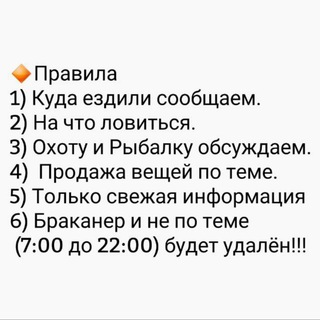 🔸Правила
1) Куда ездили сообщаем.
2) На что ловиться.
3) Охоту и Рыбалку обсуждаем.
4)  Продажа вещей по теме.
5) Только свежая информация
6) Браканер и не по теме
(7:00 до 22:00) будет удалён!!!